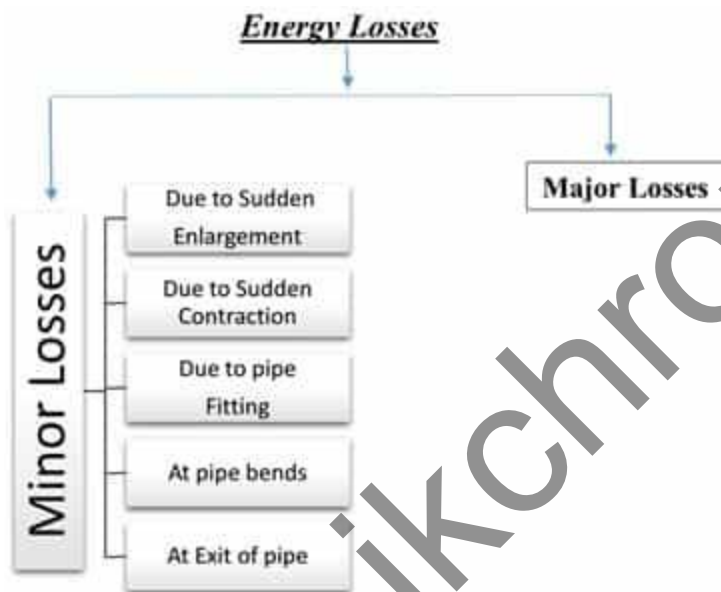 Energy Losses
Major Losses
Minor Losses
Due to Sudden
Enlargement
Due to Sudden
Contraction
Due to pipe
Fitting
At pipe bends
At Exit of pipe
ikchro